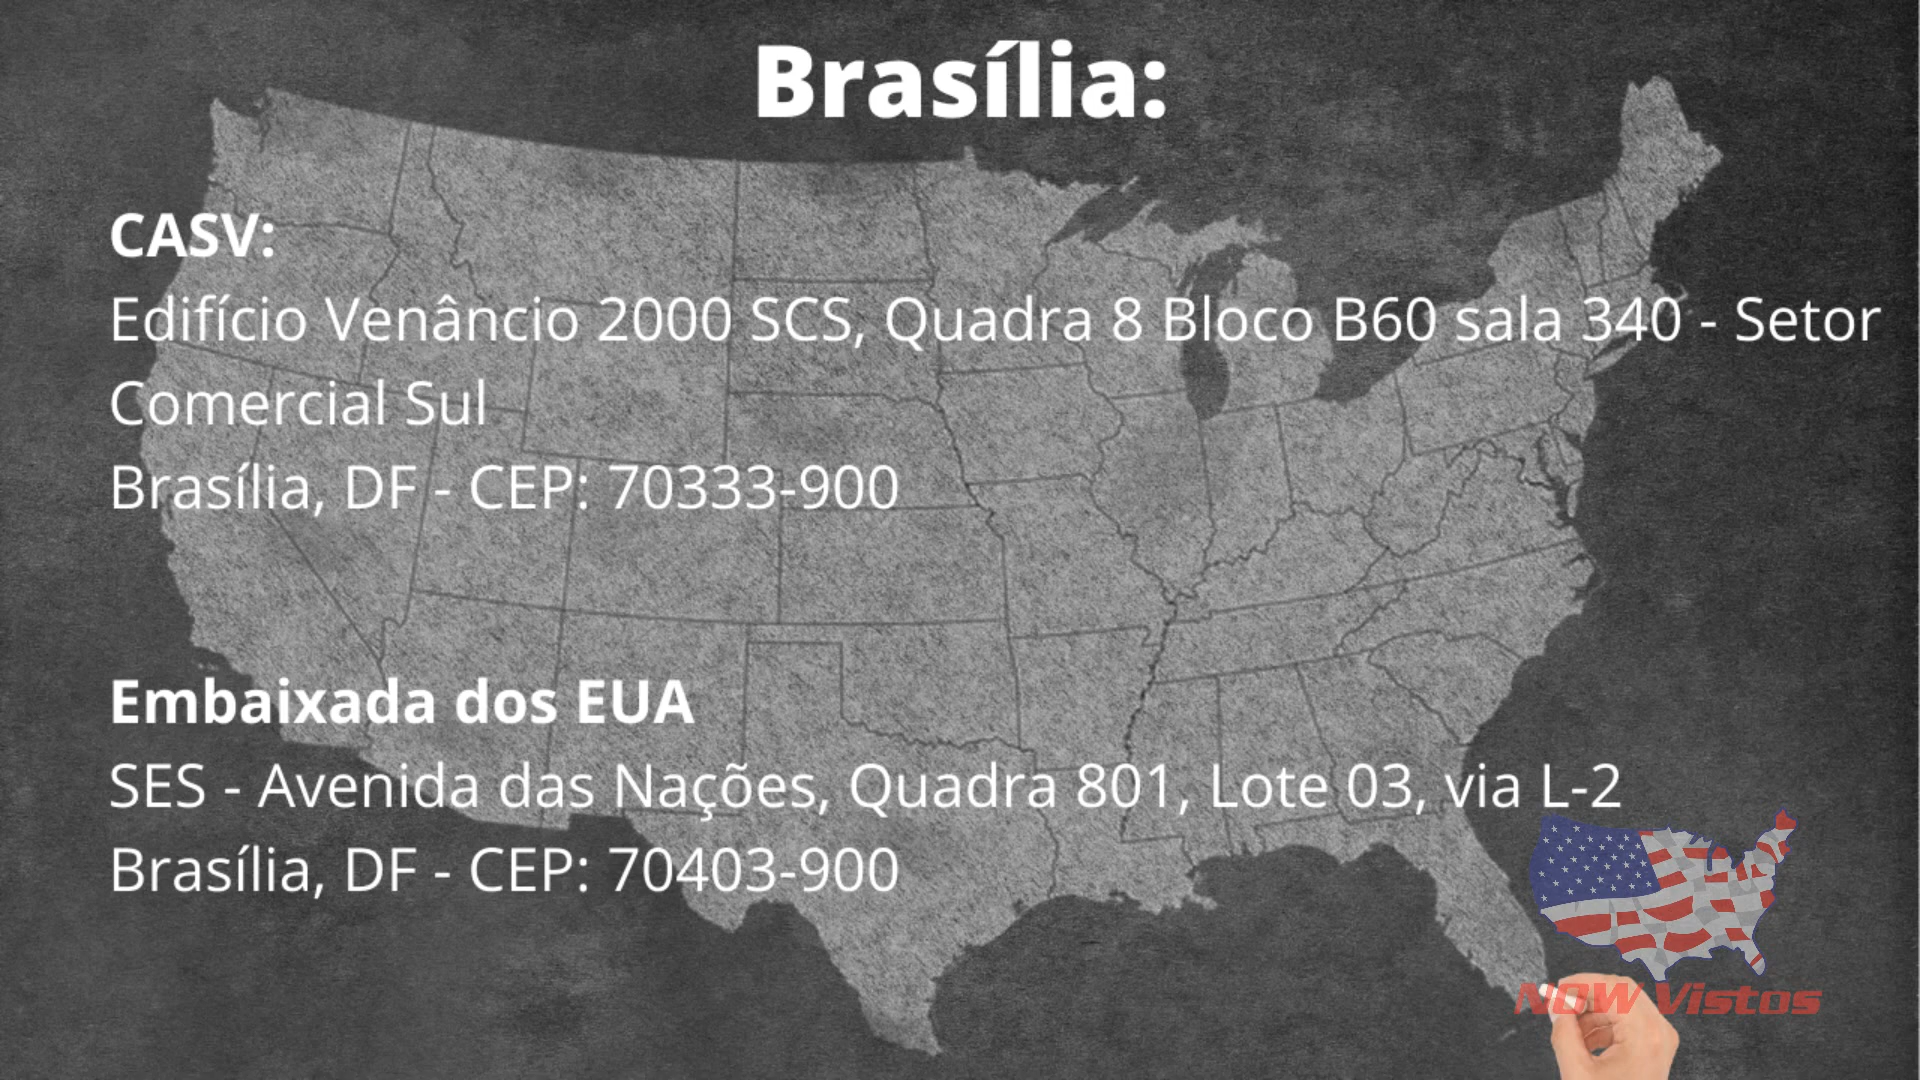 Brasília:
CASV:
Edifício Venâncio 2000 SCS, Quadra 8 Bloco B60 sala 340 - Setor
Comercial Sul
Brasília, DF - CEP: 70333-900
Embaixada dos EUA
SES - Avenida das Nações, Quadra 801, Lote 03, via L-2
Brasília, DF - CEP: 70403-900
NOW Vistos